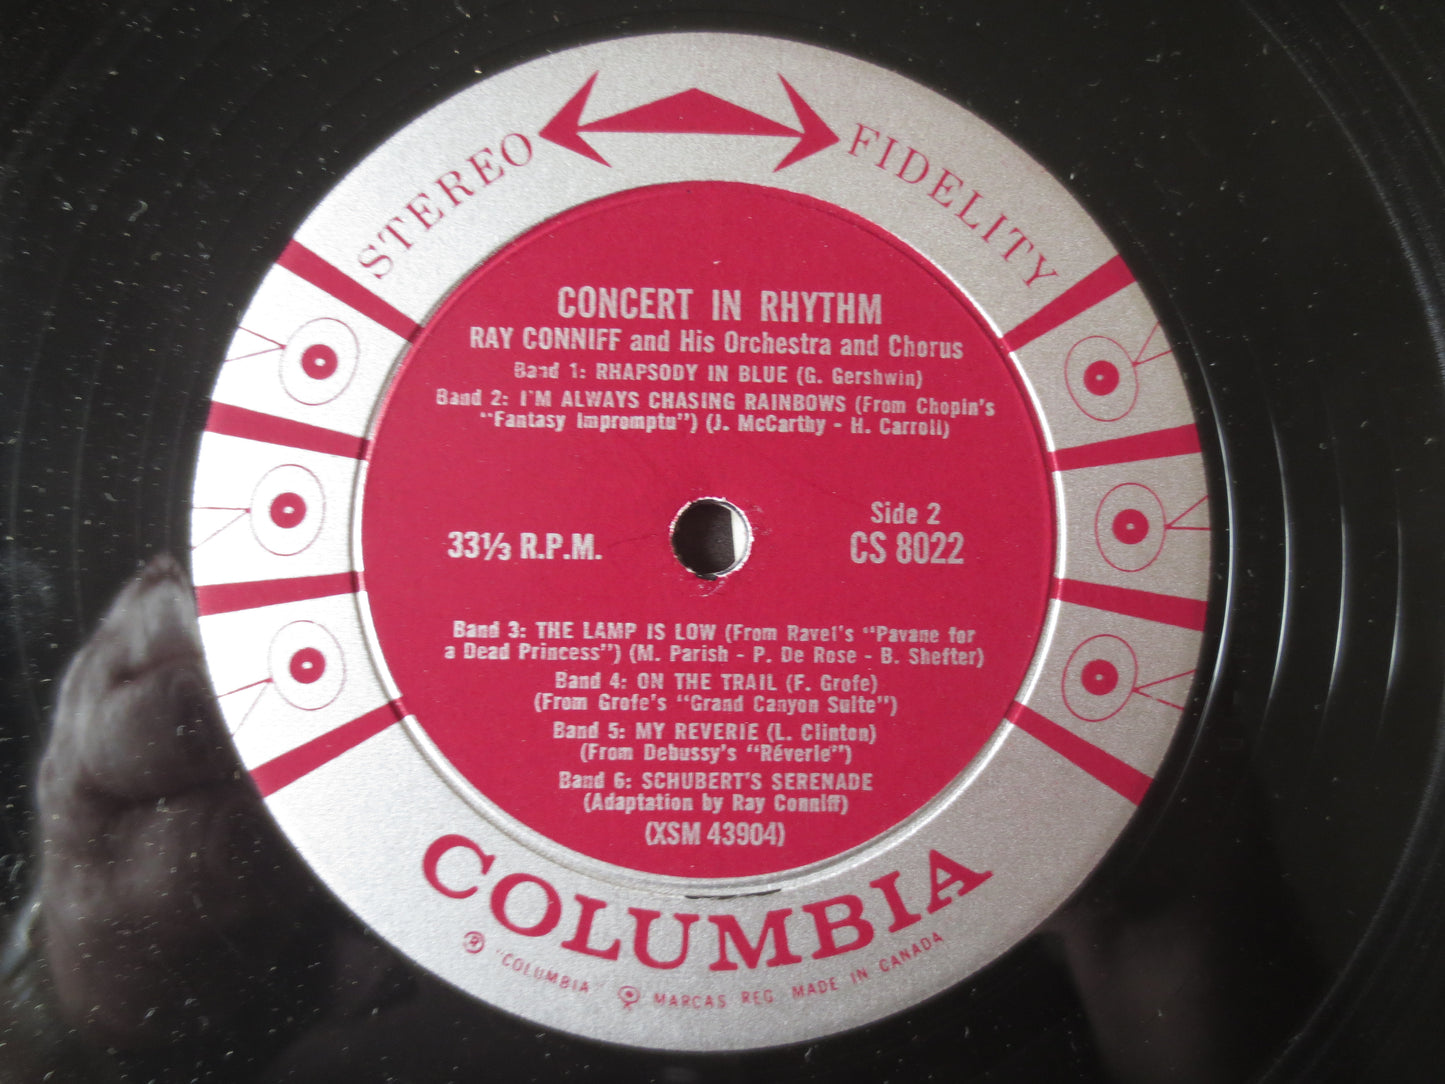 STEREO FIDELITY
CONCERT IN RHYTHM
RAY CONNIFF and His Orchestra and Chorus
Band 1: RHAPSODY IN BLUE (G. Gershwin)
Band 2: I'M ALWAYS CHASING RAINBOWS (From Chopin's
"Fantasy Impromptu") (J. McCarthy - H. Carroll)
33⅓ R.P.M.
Side 2
CS 8022
Band 3: THE LAMP IS LOW (From Ravel's "Pavane for
a Dead Princess") (M. Parish - P. De Rose - B. Shefter)
Band 4: ON THE TRAIL (F. Grofe)
(From Grofe's "Grand Canyon Suite")
Band 5: MY REVERIE (L. Clinton)
(From Debussy's "Réverie")
Band 6: SCHUBERT'S SERENADE
(Adaptation by Ray Conniff)
(XSM 43904)
COLUMBIA
® "COLUMBIA" MARCAS REG. MADE IN CANADA